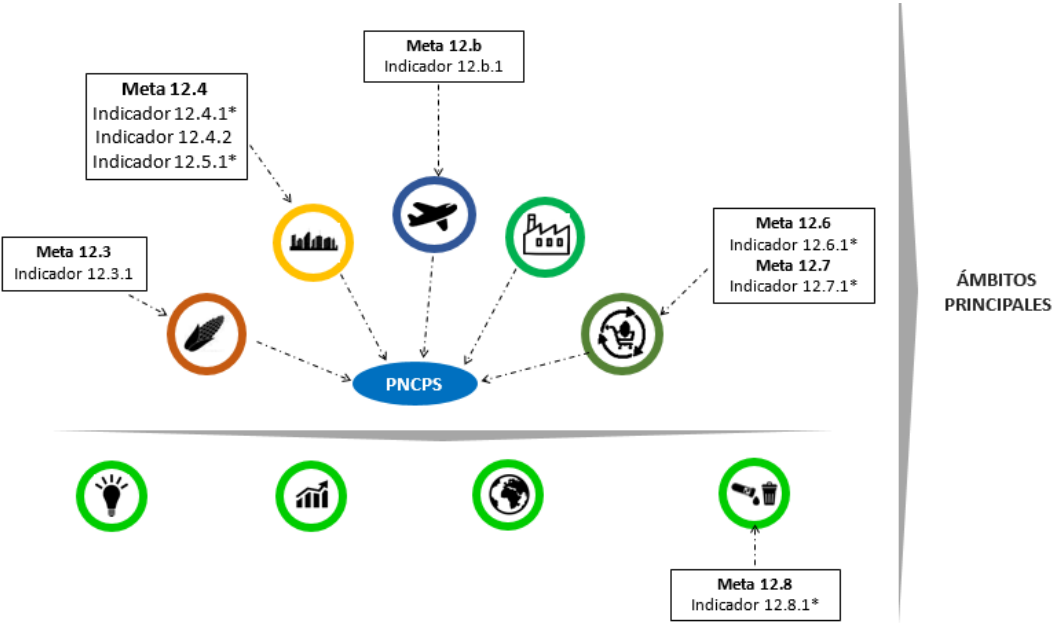 Meta 12.b
Indicador 12.b.1
Meta 12.4
Indicador 12.4.1*
Indicador 12.4.2
Indicador 12.5.1*
Meta 12.3
Indicador 12.3.1
Meta 12.6
Indicador 12.6.1*
Meta 12.7
Indicador 12.7.1*
ÁMBITOS
PRINCIPALES
PNCPS
Meta 12.8
Indicador 12.8.1*